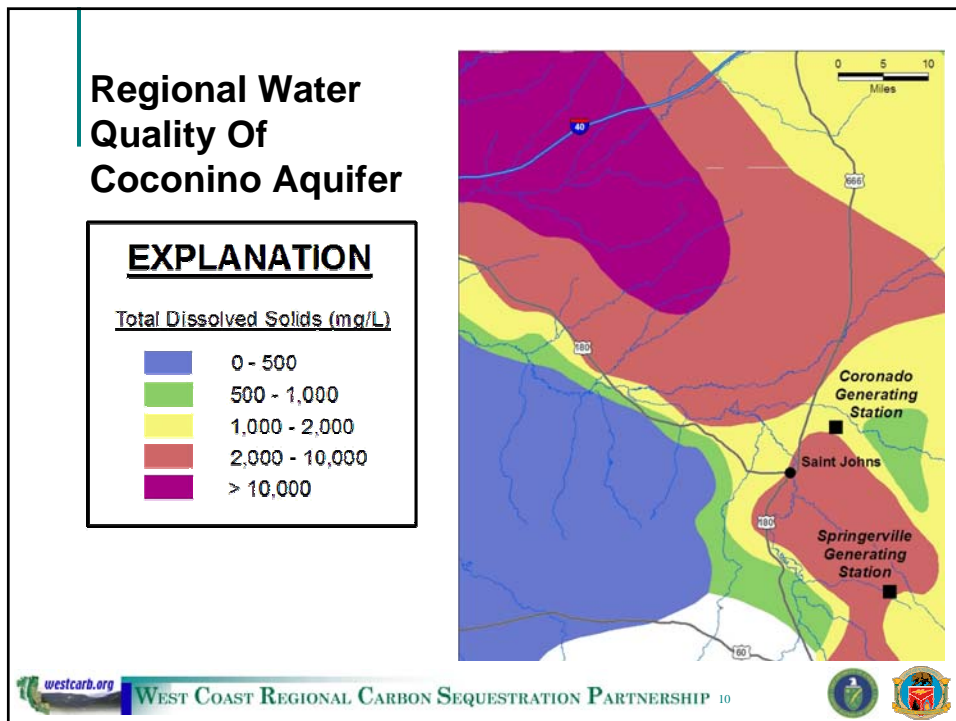 Regional Water
Quality Of
Coconino Aquifer
EXPLANATION
Total Dissolved Solids (mg/L)
0 - 500
500 - 1,000
1,000 - 2,000
2,000 - 10,000
> 10,000
0 5 10
Miles
40
666
180
Coronado
Generating
Station
Saint Johns
180
Springerville
Generating
Station
60
westcarb.org
WEST COAST REGIONAL CARBON SEQUESTRATION PARTNERSHIP 10